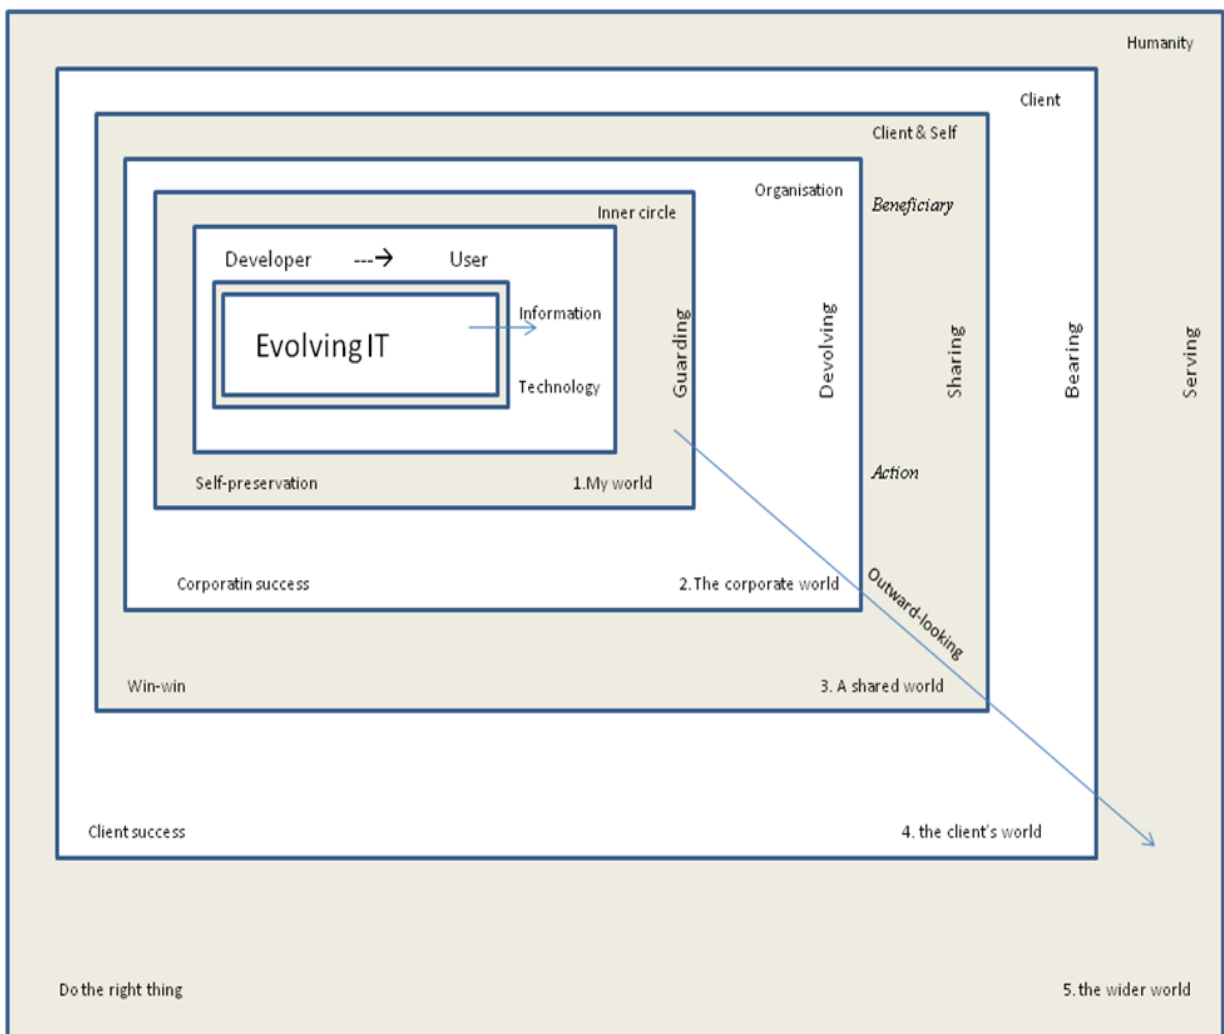 Humanity
Client
Client & Self
Organisation
Beneficiary
Inner circle
Developer ---→ User
Information
Evolving IT
Technology
Guarding
Devolving
Sharing
Bearing
Serving
Action
Self-preservation 1.My world
Corporatin success 2.The corporate world
Outward-looking
Win-win 3. A shared world
Client success 4. the client's world
Do the right thing 5. the wider world